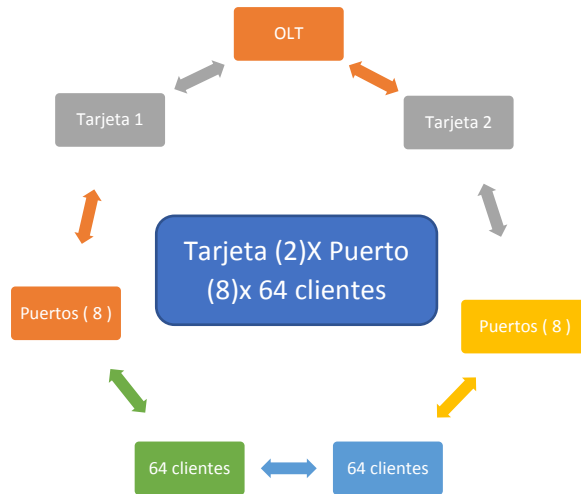 OLT
Tarjeta 1
Tarjeta 2
Tarjeta (2)X Puerto
(8)x 64 clientes
Puertos ( 8 )
Puertos ( 8 )
64 clientes
64 clientes